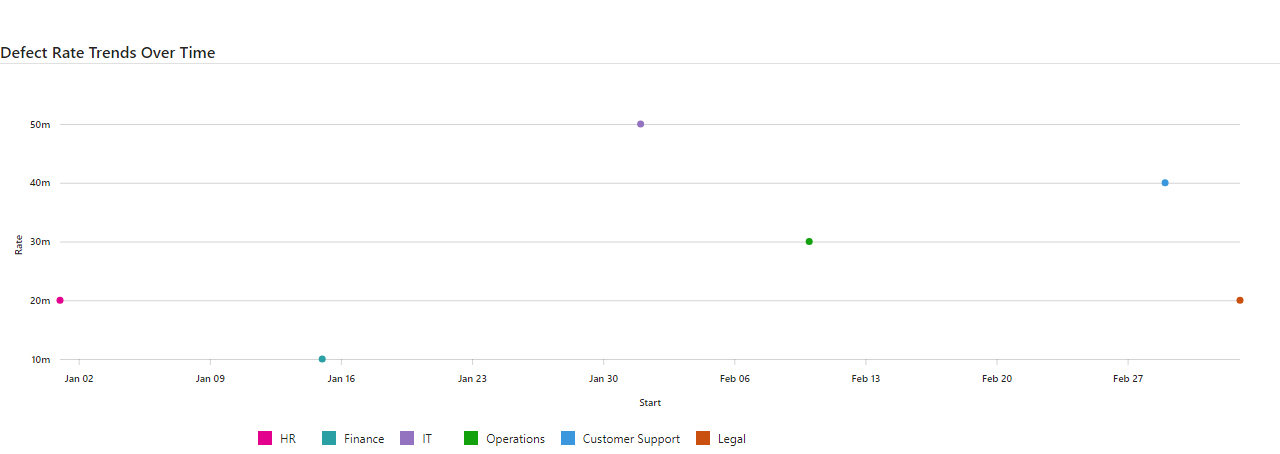 Defect Rate Trends Over Time
50m
40m
Rate
30m
20m
10m
Jan 02 Jan 09 Jan 16 Jan 23 Jan 30 Feb 06 Feb 13 Feb 20 Feb 27
Start
HR Finance IT Operations Customer Support Legal